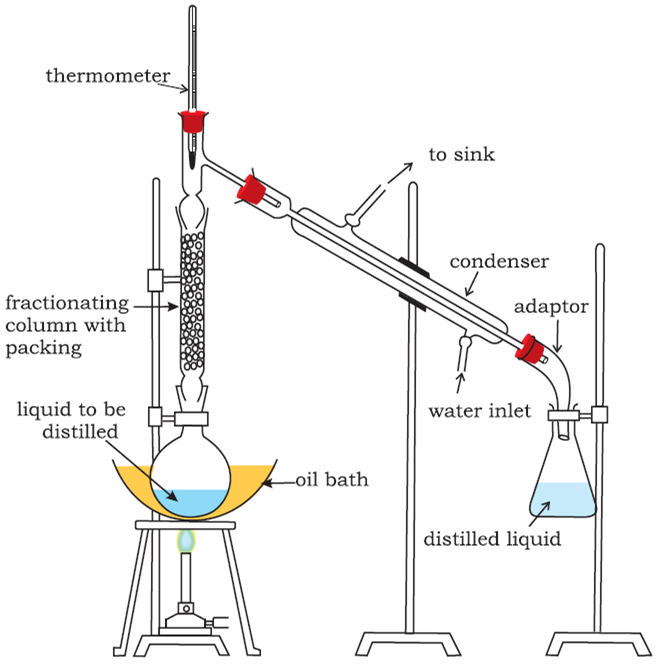 thermometer
to sink
condenser
fractionating
column with
packing
adaptor
liquid to be
distilled
water inlet
oil bath
distilled liquid